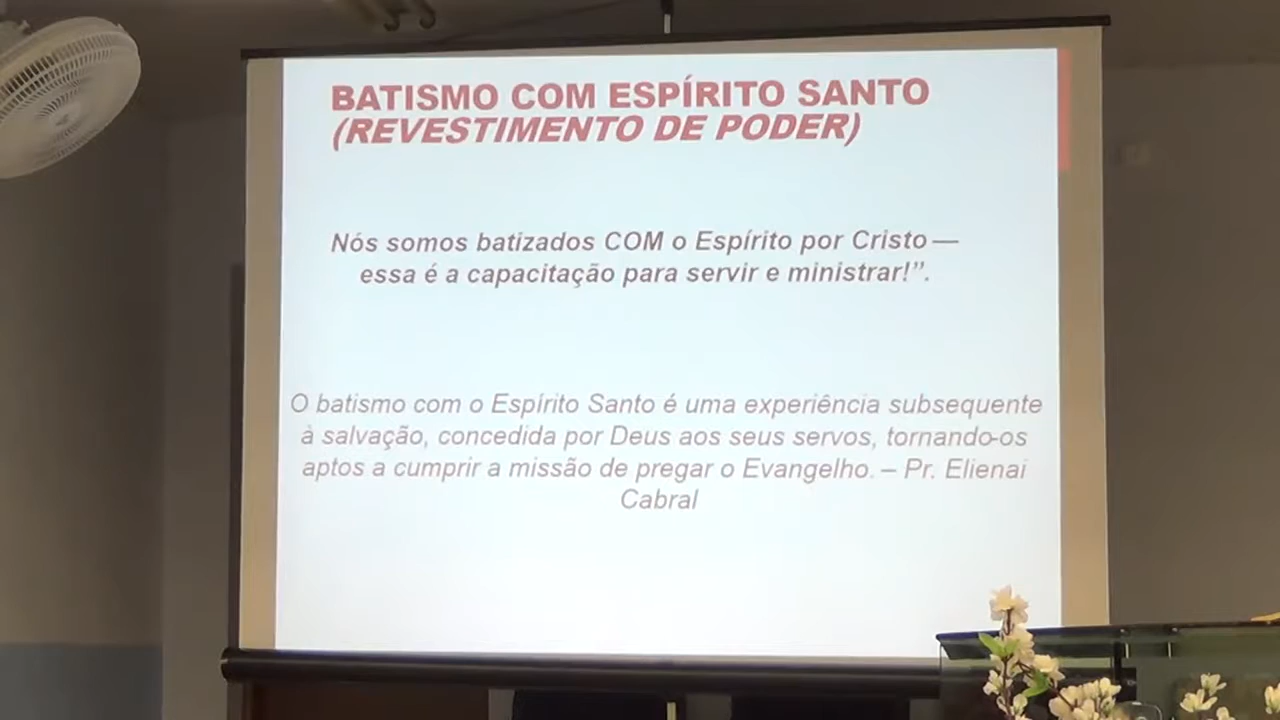 BATISMO COM ESPÍRITO SANTO
(REVESTIMENTO DE PODER)
Nós somos batizados COM o Espírito por Cristo —
essa é a capacitação para servir e ministrar!”.
O batismo com o Espírito Santo é uma experiência subsequente
à salvação, concedida por Deus aos seus servos, tornando-os
aptos a cumprir a missão de pregar o Evangelho. – Pr. Elienai
Cabral